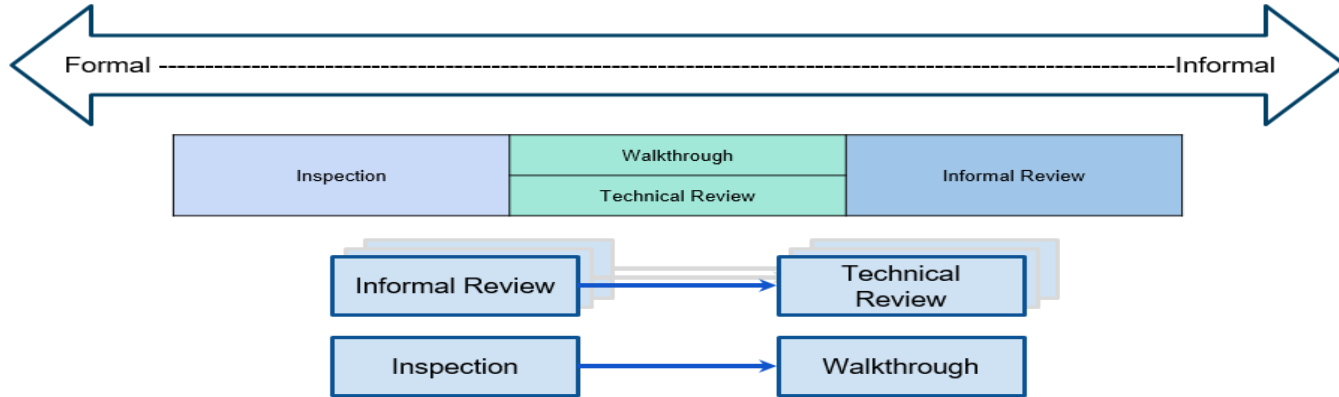 Formal ---------------------------------------------------------------------------------------------------------------Informal
Walkthrough
Inspection
Informal Review
Technical Review
Informal Review
Technical
Review
Inspection
Walkthrough